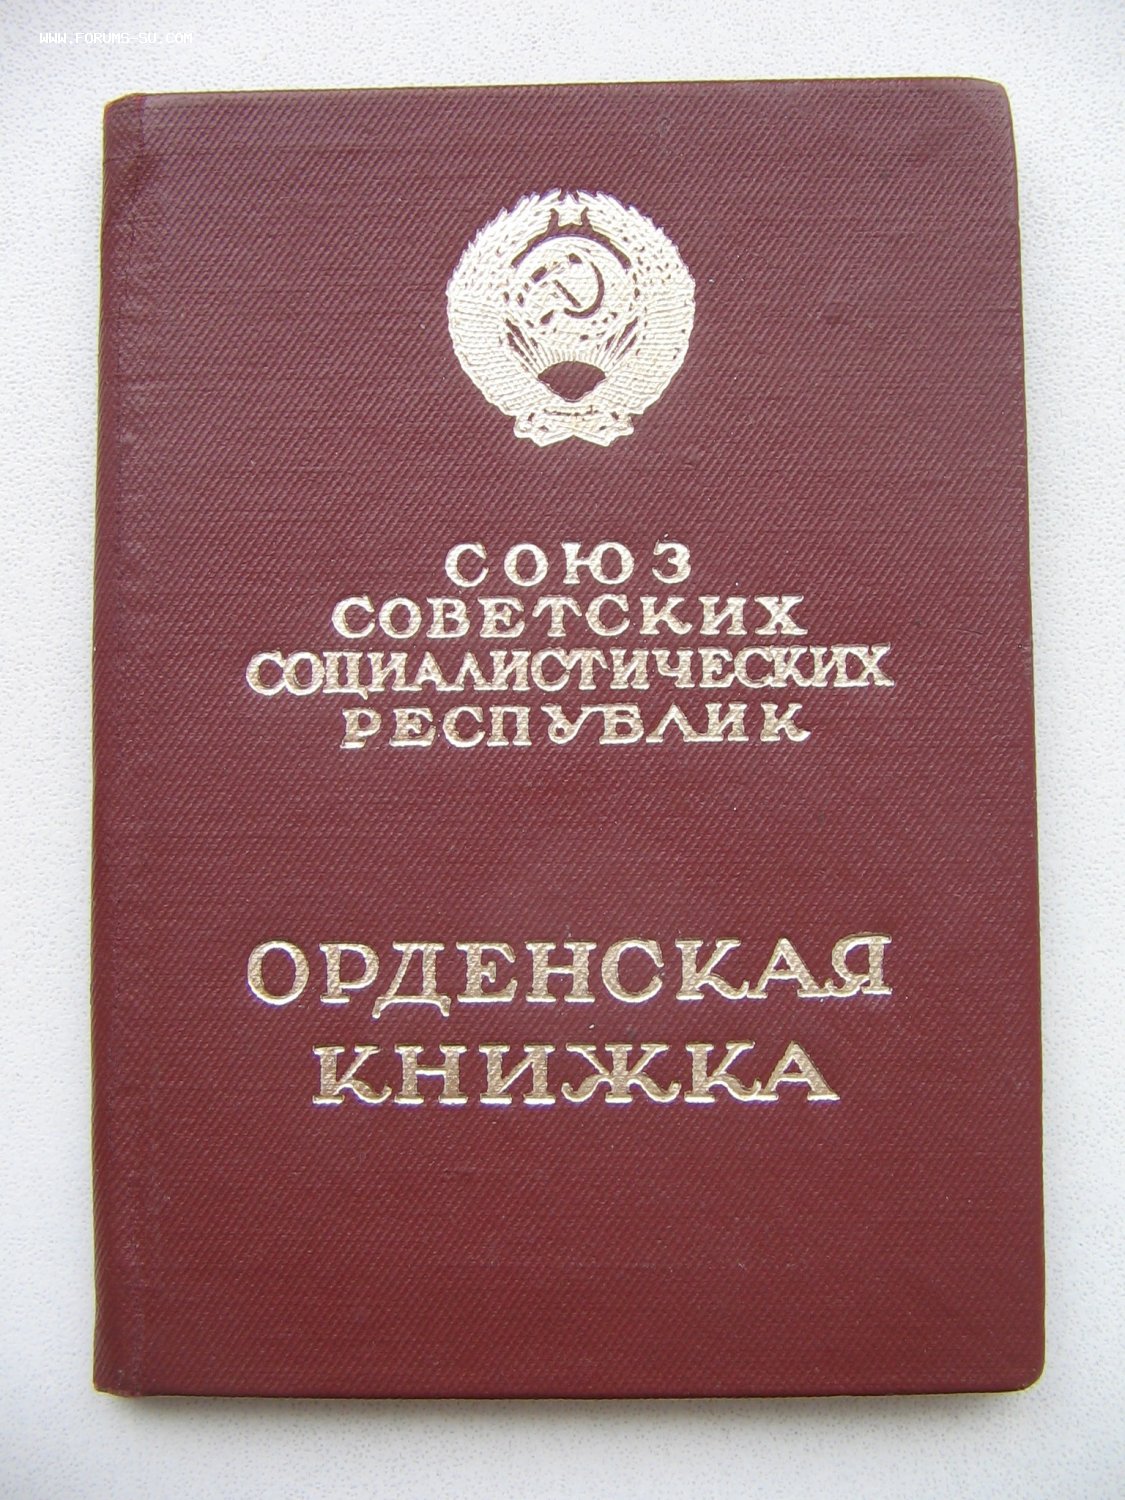 WWW.FORUMS-SU.COM
СОЮЗ
СОВЕТСКИХ
СОЦИАЛИСТИЧЕСКИХ
РЕСПУБЛИК
ОРДЕНСКАЯ
КНИЖКА